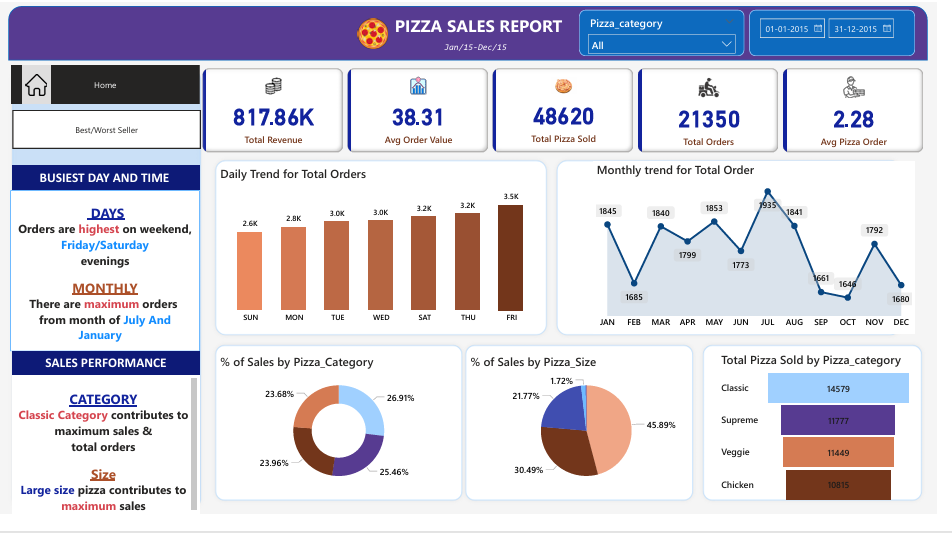 PIZZA SALES REPORT
Jan/15-Dec/15
Pizza_category
All
01-01-2015
31-12-2015
Home
Best/Worst Seller
817.86K
Total Revenue
38.31
Avg Order Value
48620
Total Pizza Sold
21350
Total Orders
2.28
Avg Pizza Order
BUSIEST DAY AND TIME
DAYS
Orders are highest on weekend,
Friday/Saturday
evenings
MONTHLY
There are maximum orders
from month of July And
January
SALES PERFORMANCE
CATEGORY
Classic Category contributes to
maximum sales &
total orders
Size
Large size pizza contributes to
maximum sales
Daily Trend for Total Orders
2.6K
2.8K
3.0K
3.0K
3.2K
3.2K
3.5K
SUN
MON
TUE
WED
SAT
THU
FRI
Monthly trend for Total Order
1845
1685
1840
1799
1853
1773
1935
1841
1661
1646
1792
1680
JAN
FEB
MAR
APR
MAY
JUN
JUL
AUG
SEP
OCT
NOV
DEC
% of Sales by Pizza_Category
23.68%
26.91%
23.96%
25.46%
% of Sales by Pizza_Size
1.72%
21.77%
45.89%
30.49%
Total Pizza Sold by Pizza_category
Classic
14579
Supreme
11777
Veggie
11449
Chicken
10815